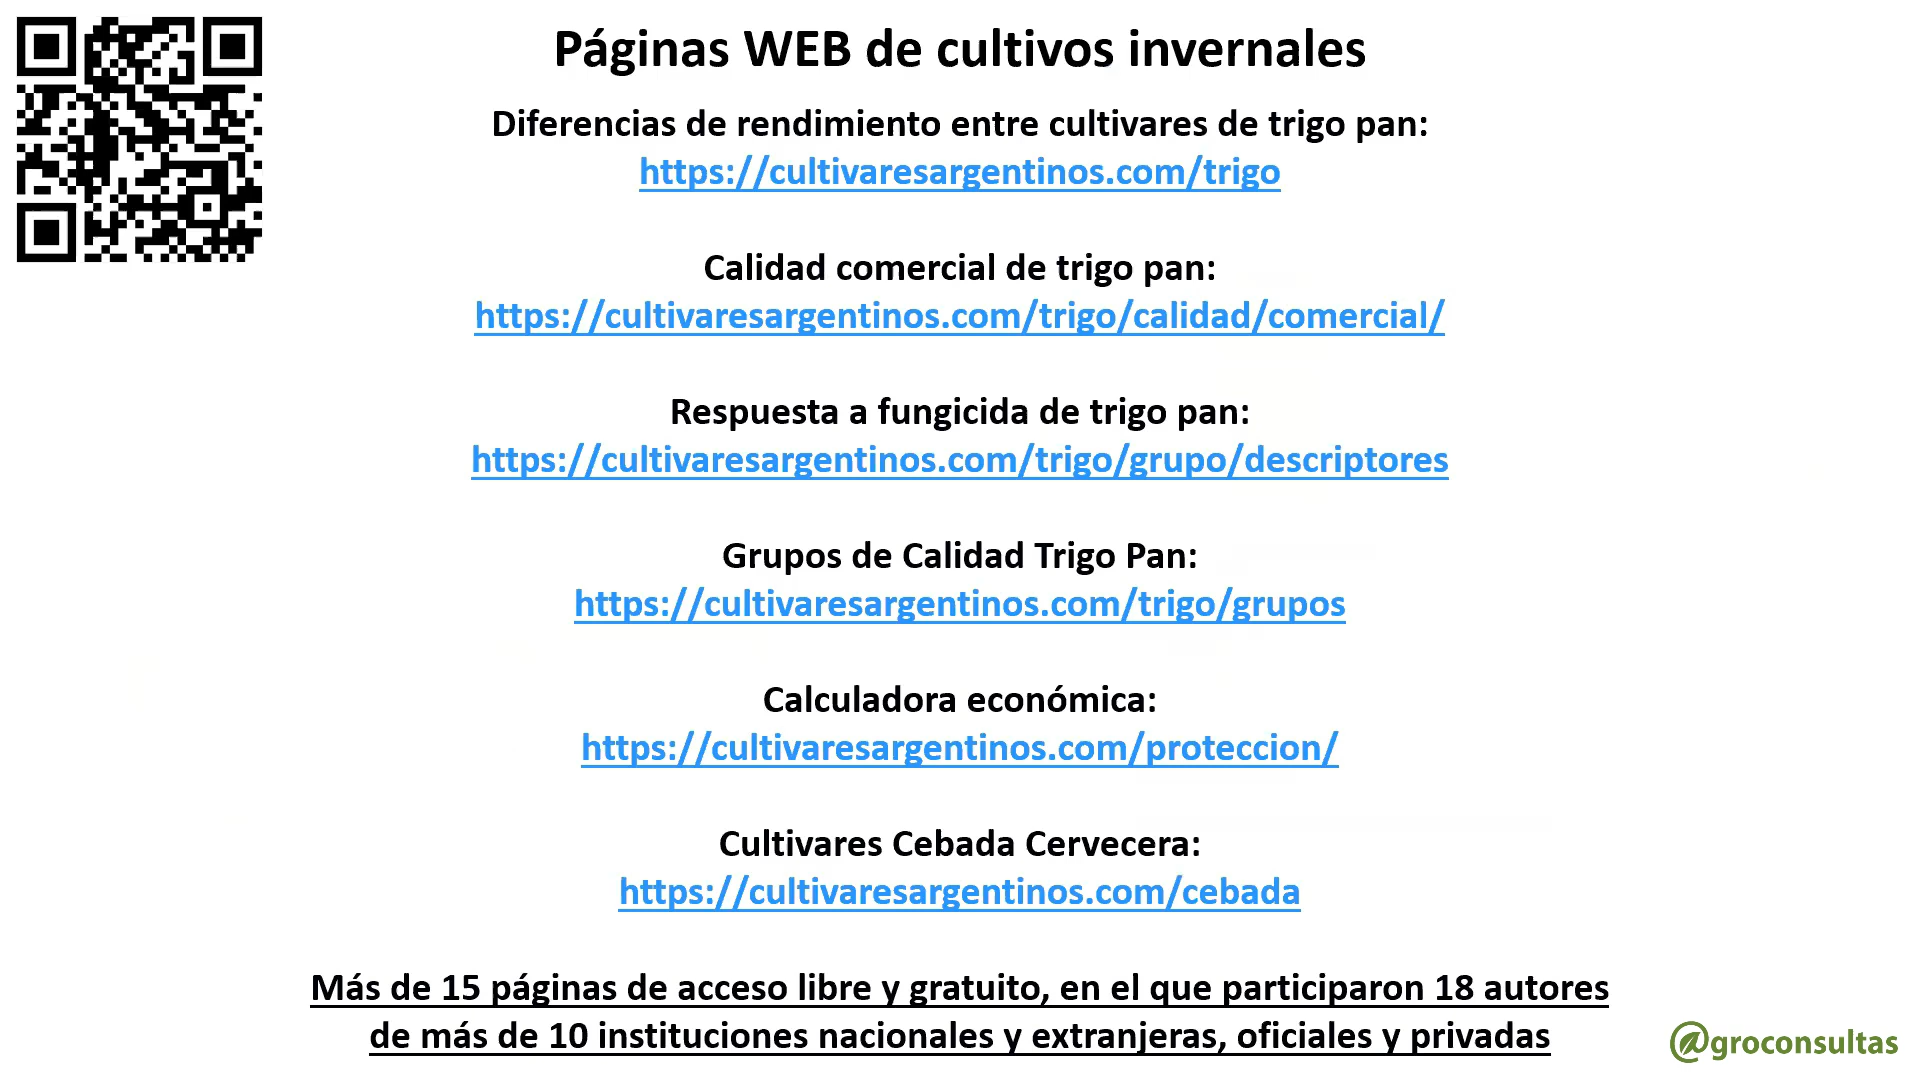 Páginas WEB de cultivos invernales
Diferencias de rendimiento entre cultivares de trigo pan:
https://cultivaresargentinos.com/trigo
Calidad comercial de trigo pan:
https://cultivaresargentinos.com/trigo/calidad/comercial/
Respuesta a fungicida de trigo pan:
https://cultivaresargentinos.com/trigo/grupo/descriptores
Grupos de Calidad Trigo Pan:
https://cultivaresargentinos.com/trigo/grupos
Calculadora económica:
https://cultivaresargentinos.com/proteccion/
Cultivares Cebada Cervecera:
https://cultivaresargentinos.com/cebada
Más de 15 páginas de acceso libre y gratuito, en el que participaron 18 autores
de más de 10 instituciones nacionales y extranjeras, oficiales y privadas
@groconsultas